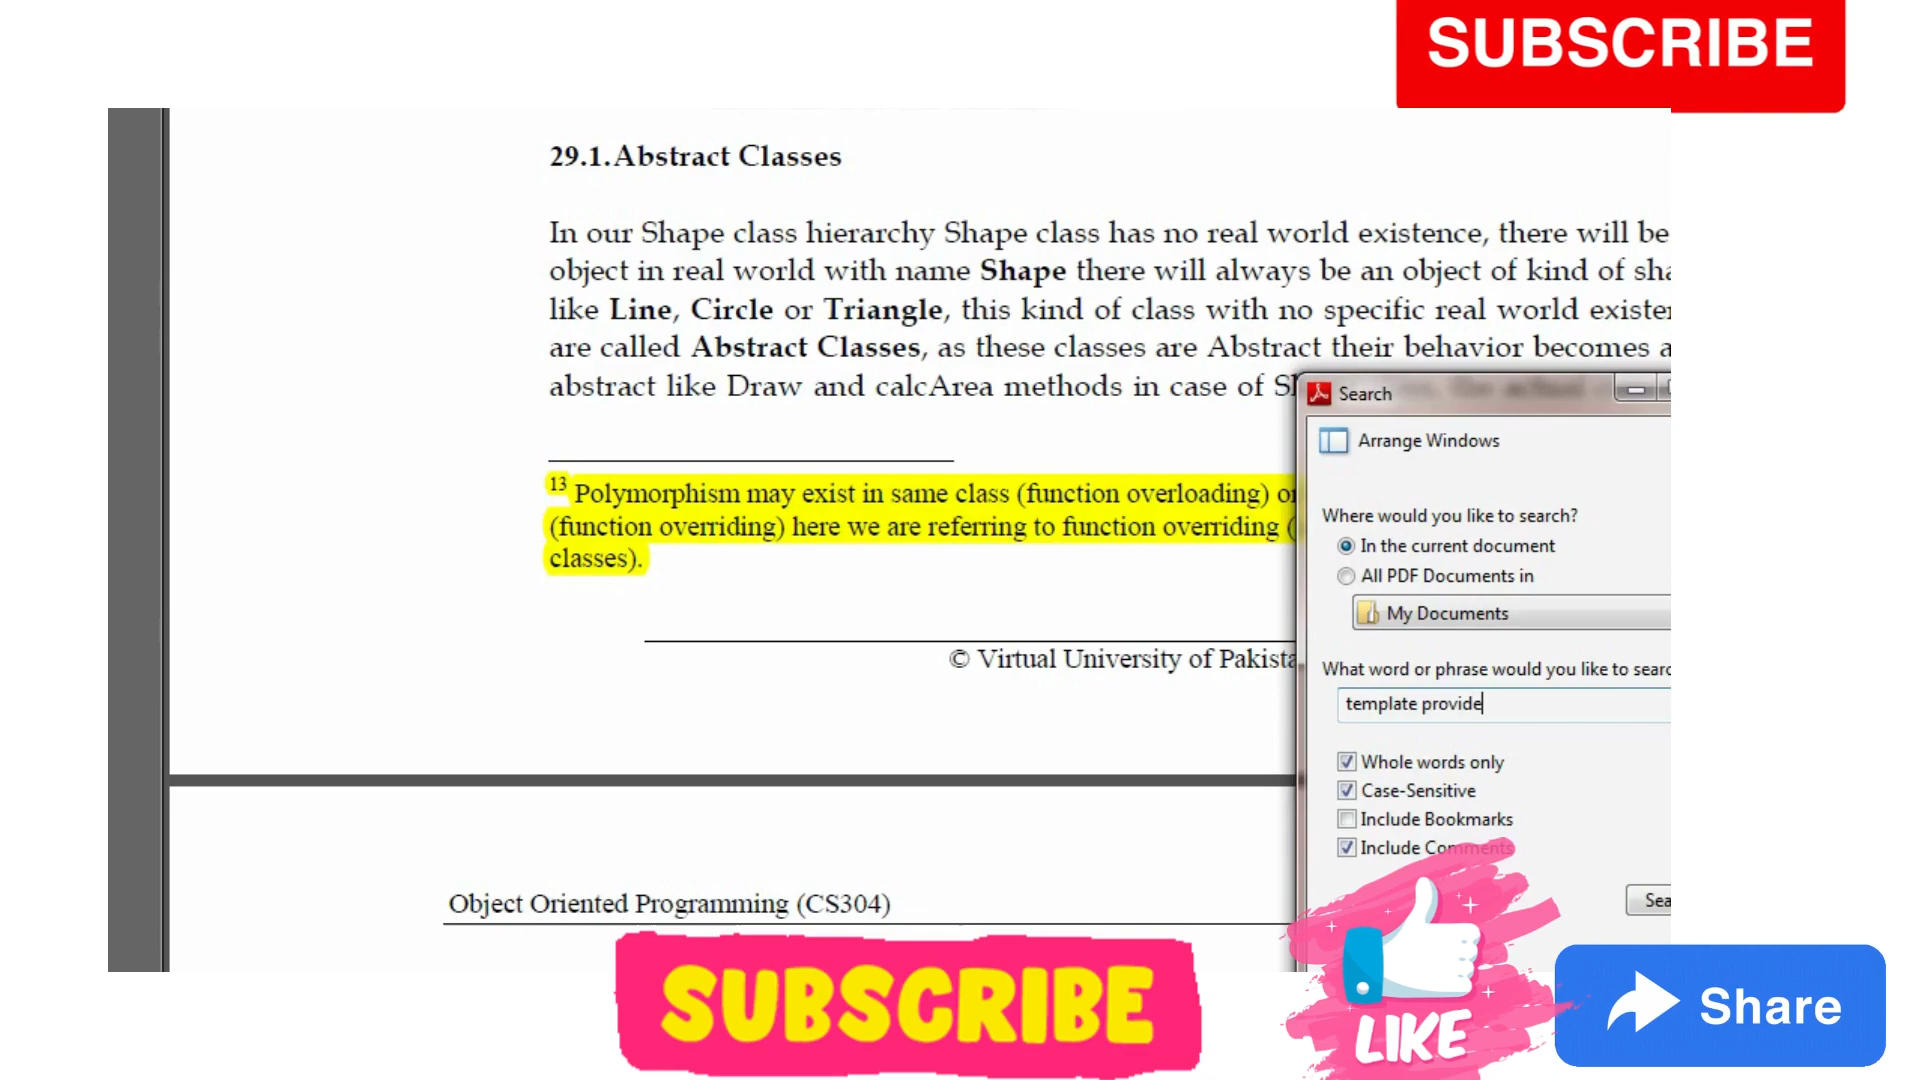 SUBSCRIBE
29.1.Abstract Classes
In our Shape class hierarchy Shape class has no real world existence, there will be
object in real world with name Shape there will always be an object of kind of sha
like Line, Circle or Triangle, this kind of class with no specific real world existen
are called Abstract Classes, as these classes are Abstract their behavior becomes a
abstract like Draw and calcArea methods in case of Sh
13 Polymorphism may exist in same class (function overloading) or
(function overriding) here we are referring to function overriding (
classes).
© Virtual University of Pakista
Object Oriented Programming (CS304)
Search
Arrange Windows
Where would you like to search?
In the current document
All PDF Documents in
My Documents
What word or phrase would you like to searc
template provide
Whole words only
Case-Sensitive
Include Bookmarks
Include Comments
Sea
SUBSCRIBE
LIKE
Share